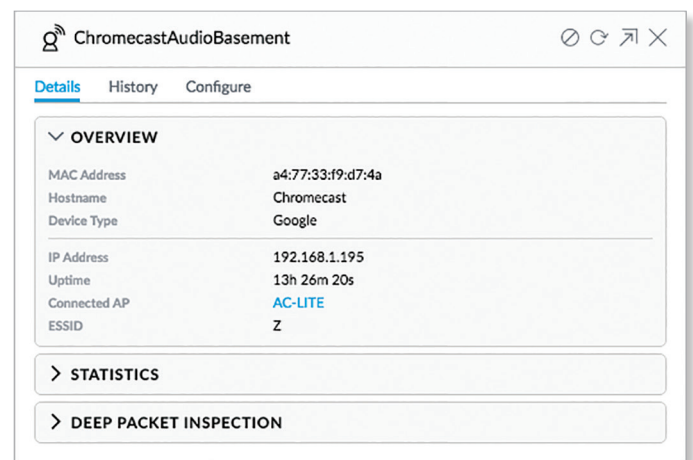 ChromecastAudioBasement
Details History Configure
OVERVIEW
MAC Address a4:77:33:f9:d7:4a
Hostname Chromecast
Device Type Google
IP Address 192.168.1.195
Uptime 13h 26m 20s
Connected AP AC-LITE
ESSID Z
STATISTICS
DEEP PACKET INSPECTION